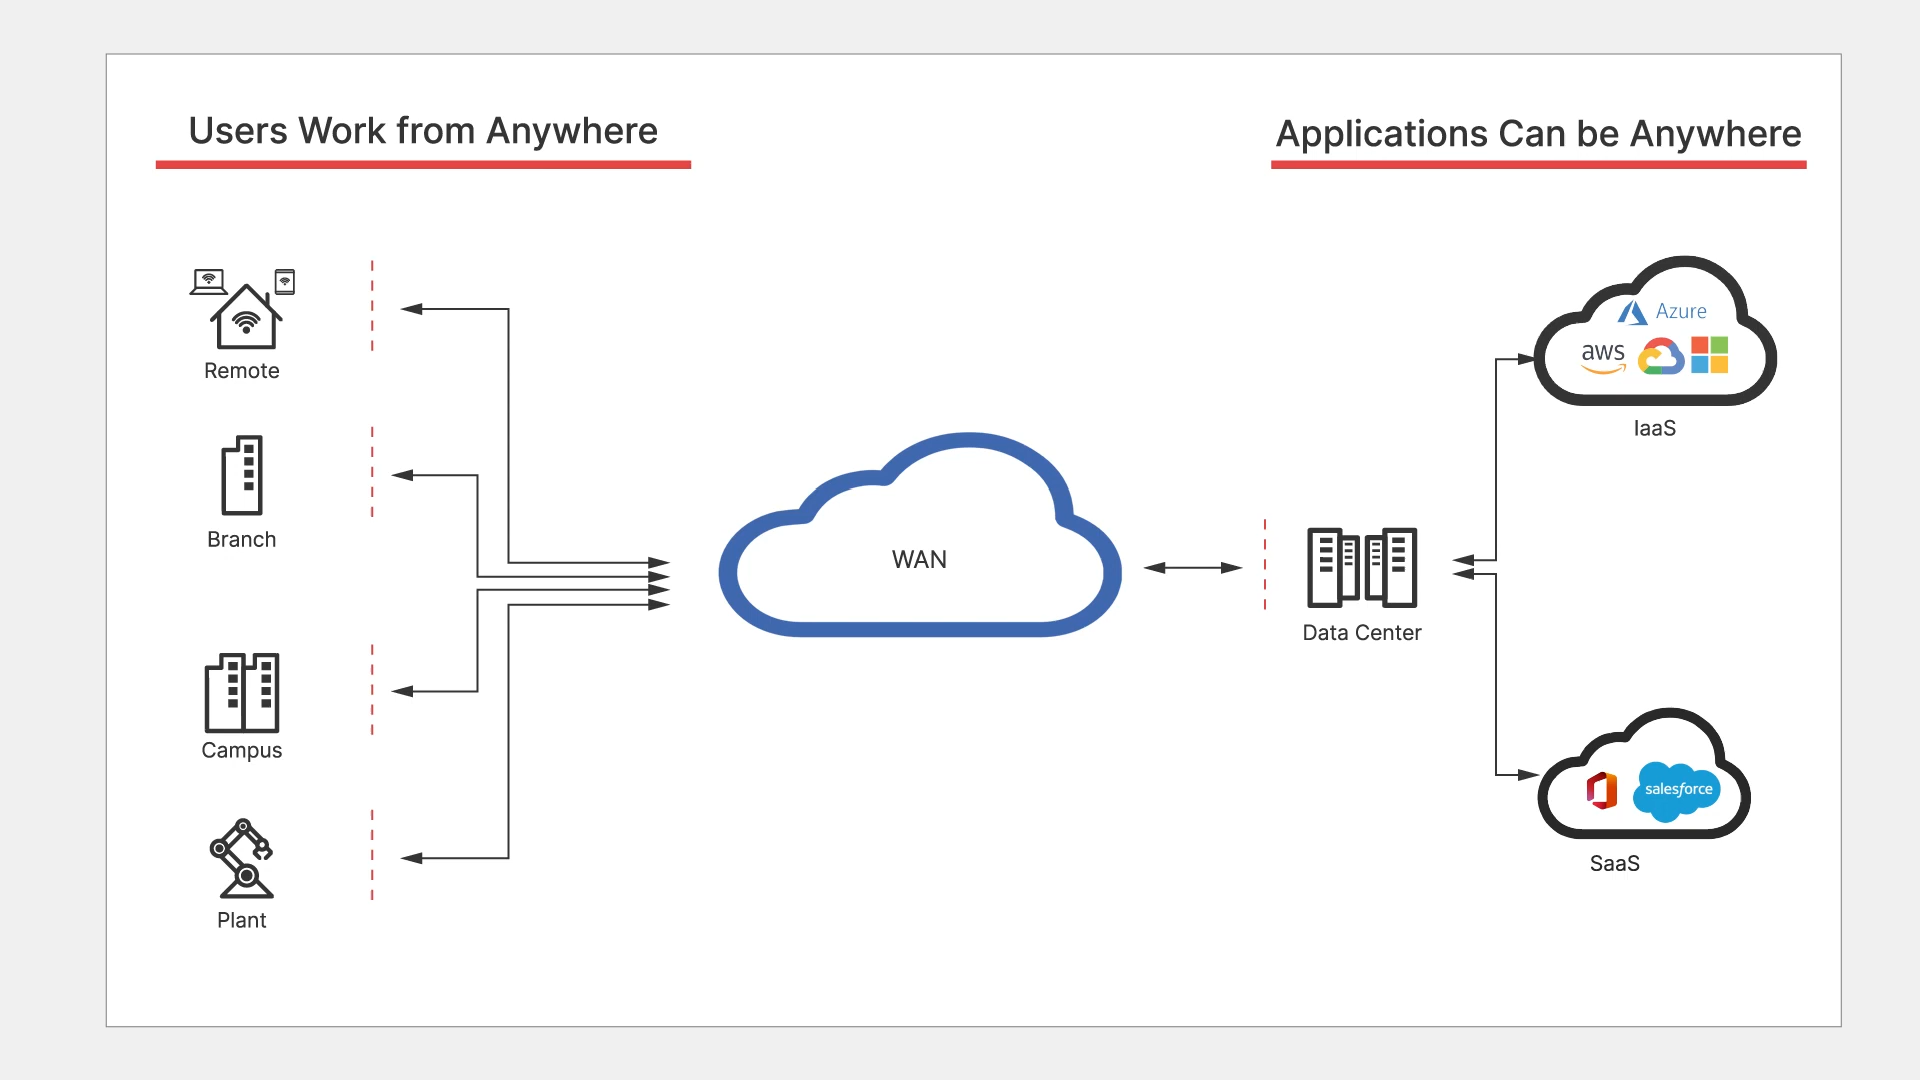 Users Work from Anywhere
Applications Can be Anywhere
Remote
Branch
Campus
Plant
WAN
Data Center
Azure
aws
IaaS
salesforce
SaaS